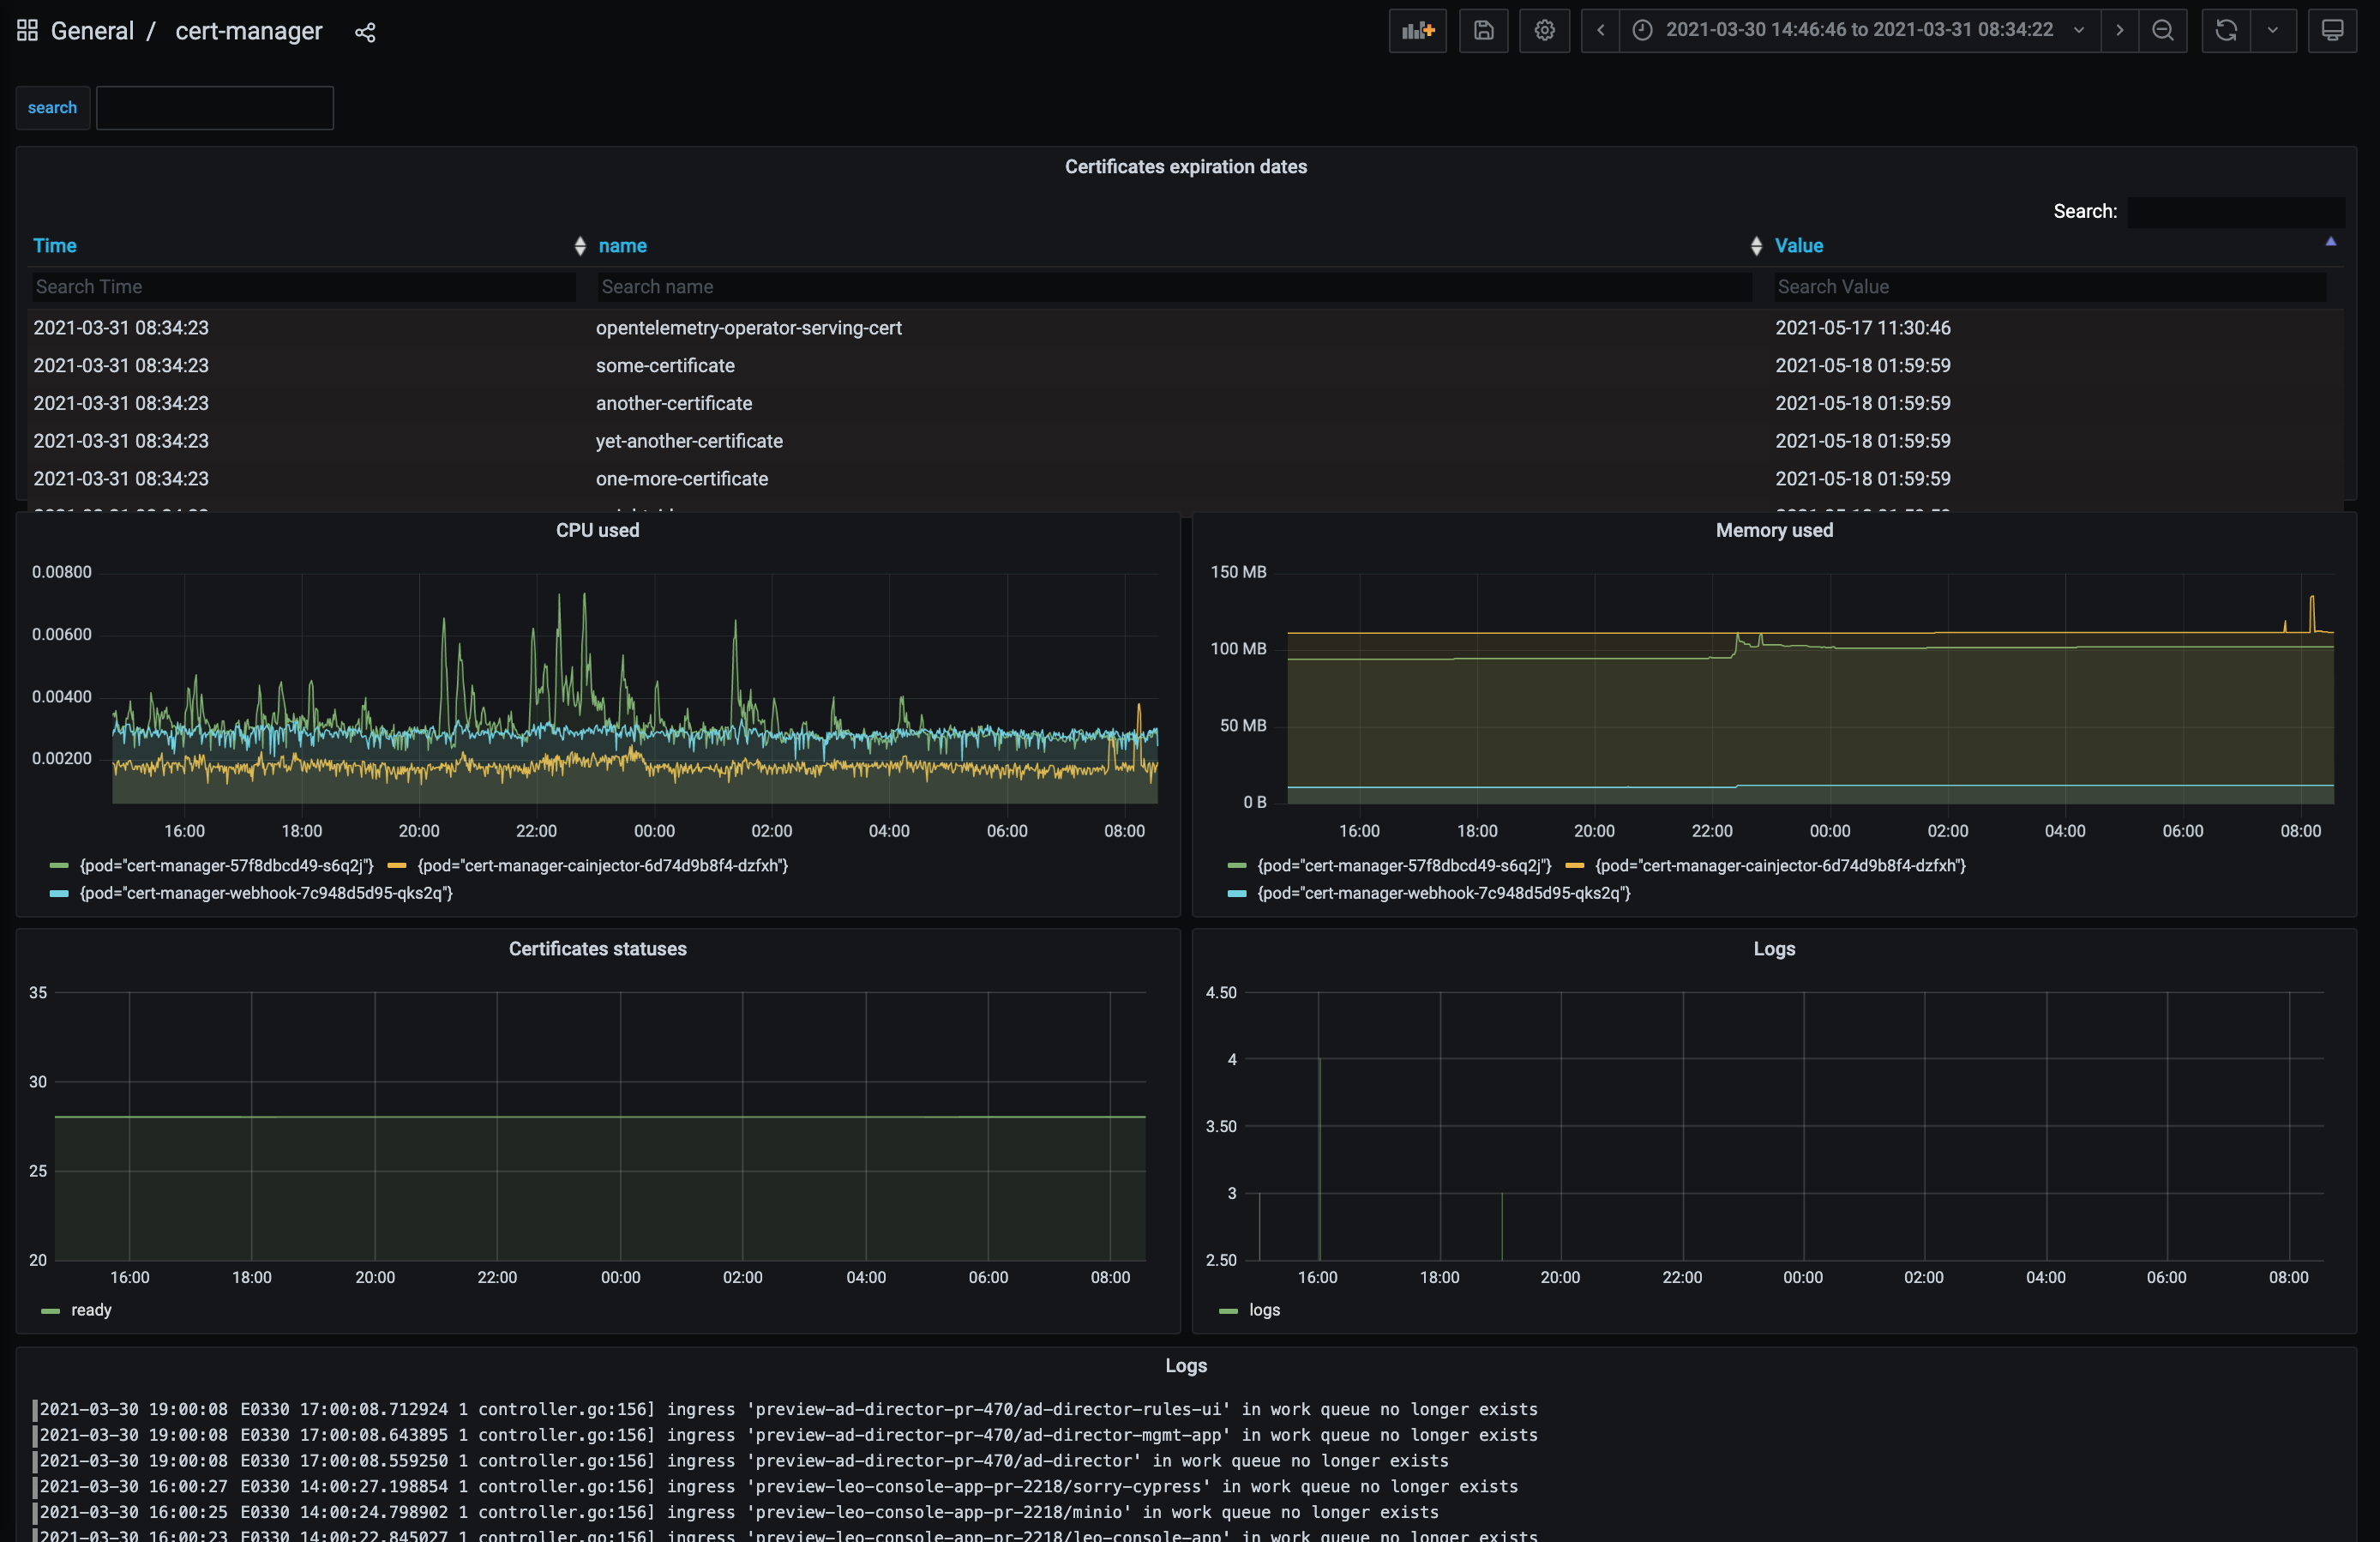 General / cert-manager
2021-03-30 14:46:46 to 2021-03-31 08:34:22
search
Certificates expiration dates
Search:
Time name Value
Search Time Search name Search Value
2021-03-31 08:34:23 opentelemetry-operator-serving-cert 2021-05-17 11:30:46
2021-03-31 08:34:23 some-certificate 2021-05-18 01:59:59
2021-03-31 08:34:23 another-certificate 2021-05-18 01:59:59
2021-03-31 08:34:23 yet-another-certificate 2021-05-18 01:59:59
2021-03-31 08:34:23 one-more-certificate 2021-05-18 01:59:59
CPU used
0.00800
0.00600
0.00400
0.00200
16:00 18:00 20:00 22:00 00:00 02:00 04:00 06:00 08:00
{pod="cert-manager-57f8dbcd49-s6q2j"} {pod="cert-manager-cainjector-6d74d9b8f4-dzfxh"}
{pod="cert-manager-webhook-7c948d5d95-qks2q"}
Memory used
150 MB
100 MB
50 MB
0 B
16:00 18:00 20:00 22:00 00:00 02:00 04:00 06:00 08:00
{pod="cert-manager-57f8dbcd49-s6q2j"} {pod="cert-manager-cainjector-6d74d9b8f4-dzfxh"}
{pod="cert-manager-webhook-7c948d5d95-qks2q"}
Certificates statuses
35
30
25
20
16:00 18:00 20:00 22:00 00:00 02:00 04:00 06:00 08:00
ready
Logs
4.50
4
3.50
3
2.50
16:00 18:00 20:00 22:00 00:00 02:00 04:00 06:00 08:00
logs
Logs
2021-03-30 19:00:08 E0330 17:00:08.712924 1 controller.go:156] ingress 'preview-ad-director-pr-470/ad-director-rules-ui' in work queue no longer exists
2021-03-30 19:00:08 E0330 17:00:08.643895 1 controller.go:156] ingress 'preview-ad-director-pr-470/ad-director-mgmt-app' in work queue no longer exists
2021-03-30 19:00:08 E0330 17:00:08.559250 1 controller.go:156] ingress 'preview-ad-director-pr-470/ad-director' in work queue no longer exists
2021-03-30 16:00:27 E0330 14:00:27.198854 1 controller.go:156] ingress 'preview-leo-console-app-pr-2218/sorry-cypress' in work queue no longer exists
2021-03-30 16:00:25 E0330 14:00:24.798902 1 controller.go:156] ingress 'preview-leo-console-app-pr-2218/minio' in work queue no longer exists
2021-03-30 16:00:23 E0330 14:00:22.845027 1 controller.go:156] ingress 'preview-leo-console-app-pr-2218/leo-console-app' in work queue no longer exists